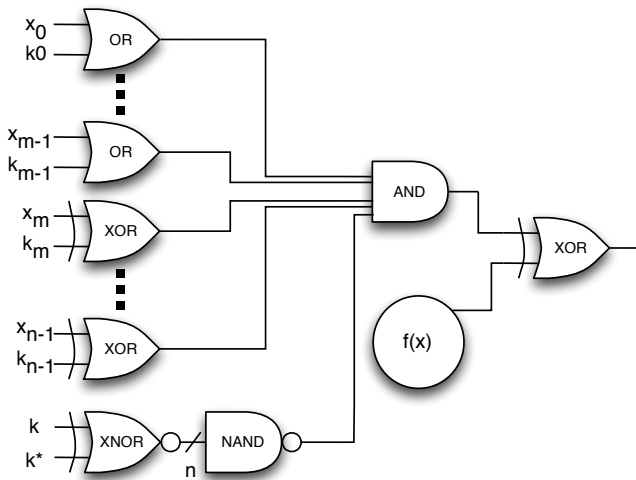 x0
OR
k0
xm-1
OR
km-1
xm
XOR
km
xn-1
XOR
kn-1
AND
XOR
f(x)
k
XNOR
k*
n
NAND